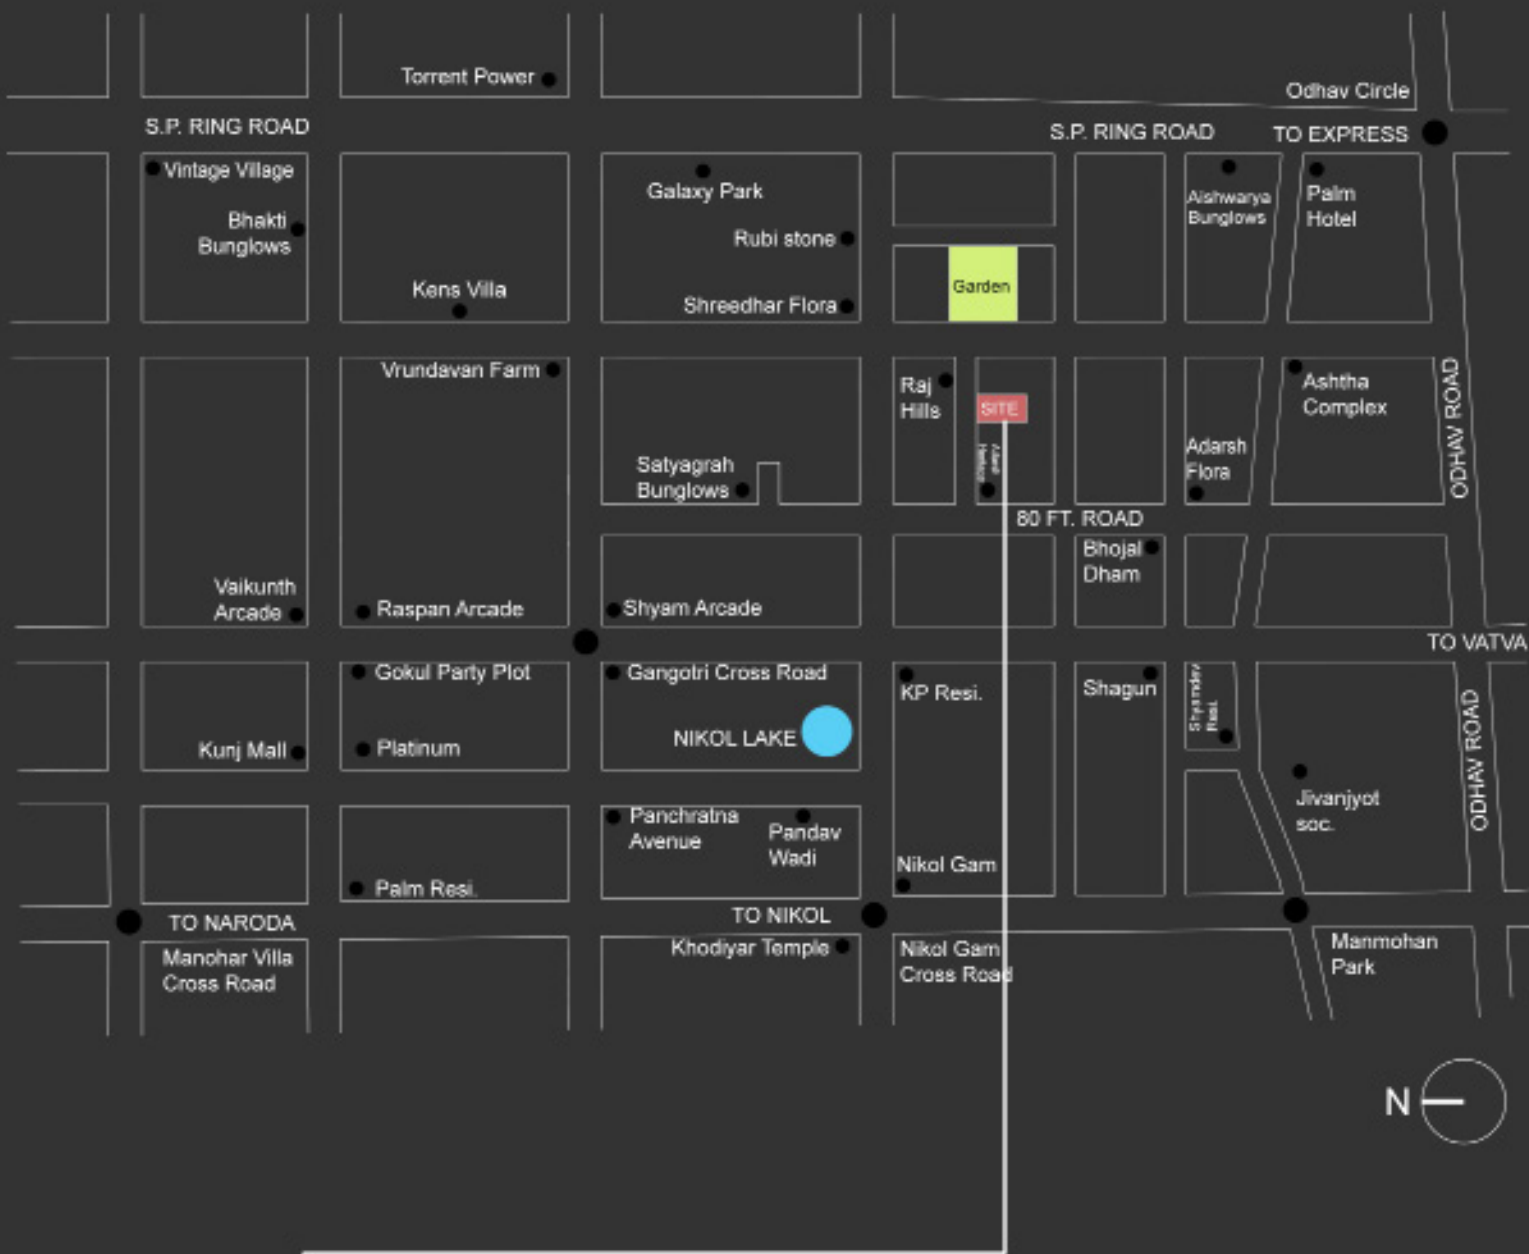 Torrent Power
Odhav Circle
S.P. RING ROAD
S.P. RING ROAD
TO EXPRESS
Vintage Village
Galaxy Park
Aishwarya
Bunglows
Palm
Hotel
Bhakti
Bunglows
Rubi stone
Kens Villa
Shreedhar Flora
Garden
Vrundavan Farm
Raj
Hills
SITE
Ashtha
Complex
ODHAV ROAD
Satyagrah
Bunglows
Adarsh
Flora
80 FT. ROAD
Bhojal
Dham
Vaikunth
Arcade
Raspan Arcade
Shyam Arcade
TO VATVA
Gokul Party Plot
Gangotri Cross Road
KP Resi.
Shagun
Shyamdev
Resi.
ODHAV ROAD
Kunj Mall
Platinum
NIKOL LAKE
Jivanjyot
soc.
Panchratna
Avenue
Pandav
Wadi
Palm Resi.
Nikol Gam
TO NARODA
TO NIKOL
Manohar Villa
Cross Road
Khodiyar Temple
Nikol Gam
Cross Road
Manmohan
Park
N